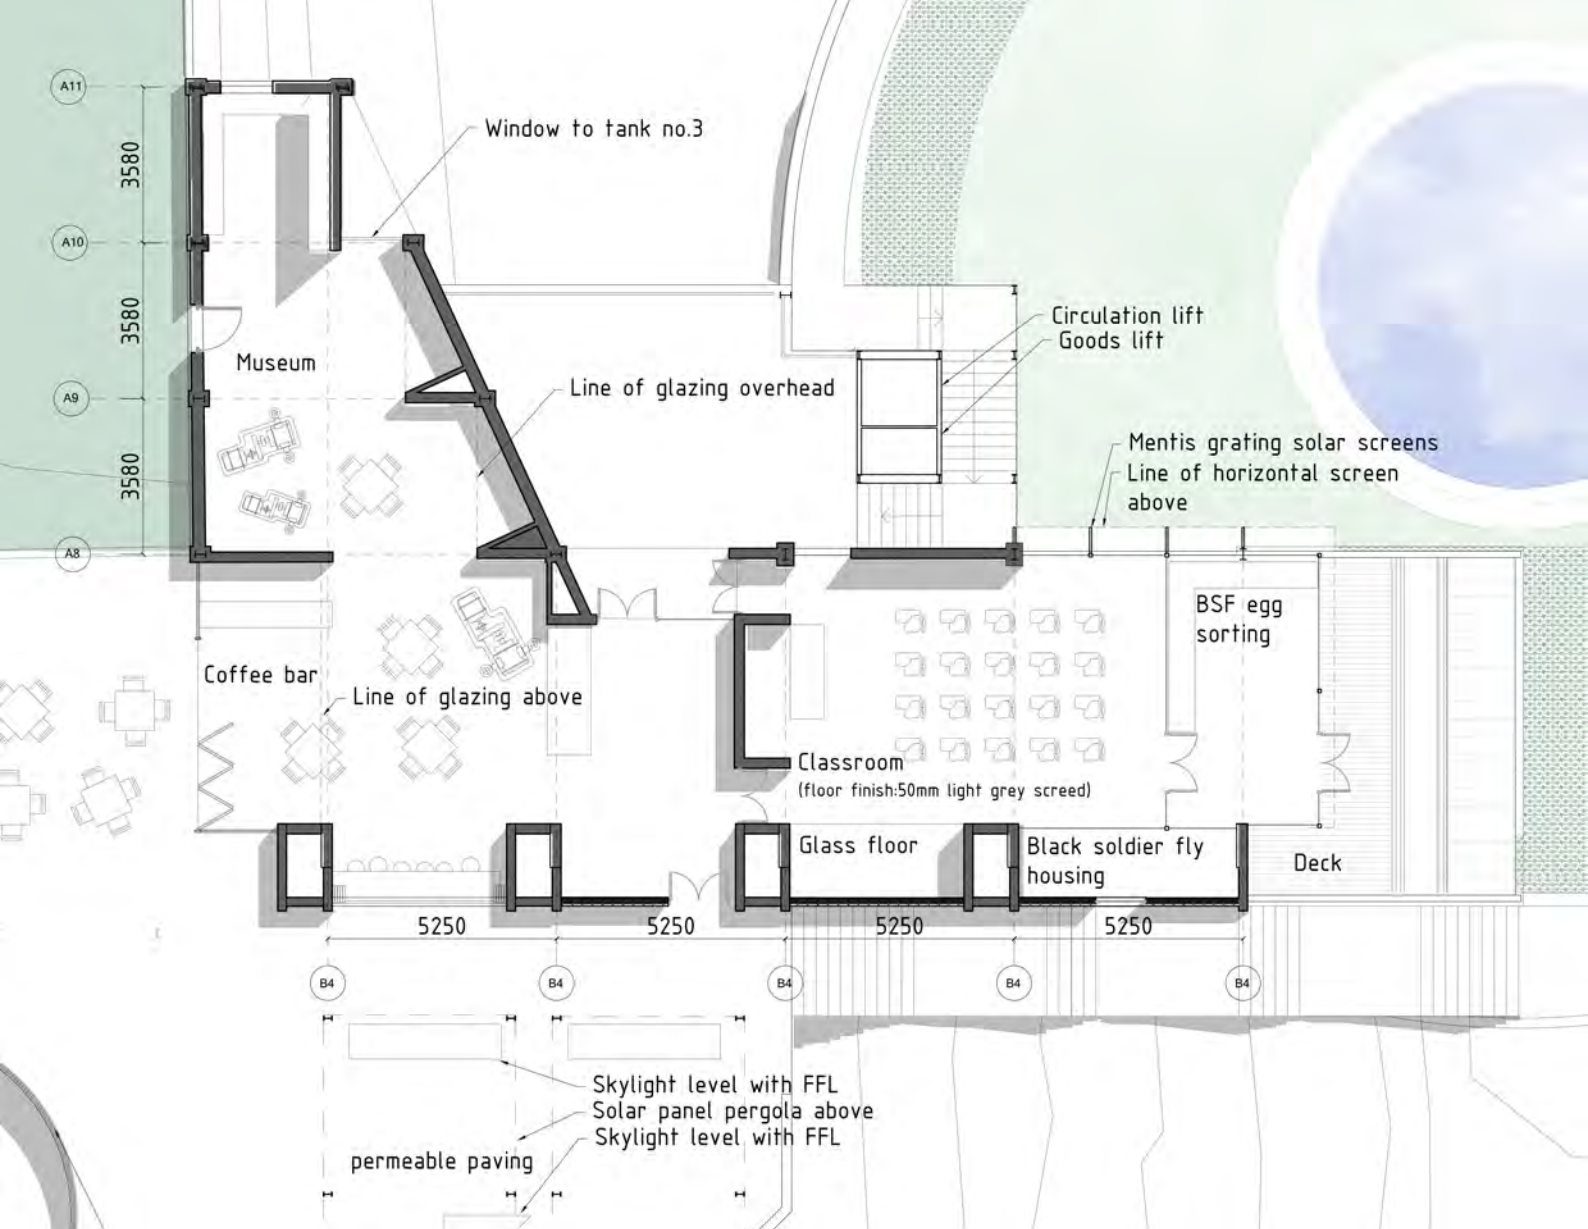 A11
3580
Window to tank no.3
A10
3580
Museum
Circulation lift
Goods lift
A9
Line of glazing overhead
3580
Mentis grating solar screens
Line of horizontal screen
above
A8
BSF egg
sorting
Coffee bar
Line of glazing above
Classroom
(floor finish:50mm light grey screed)
Glass floor
Black soldier fly
housing
Deck
5250
5250
5250
5250
B4
B4
B4
B4
B4
Skylight level with FFL
Solar panel pergola above
Skylight level with FFL
permeable paving